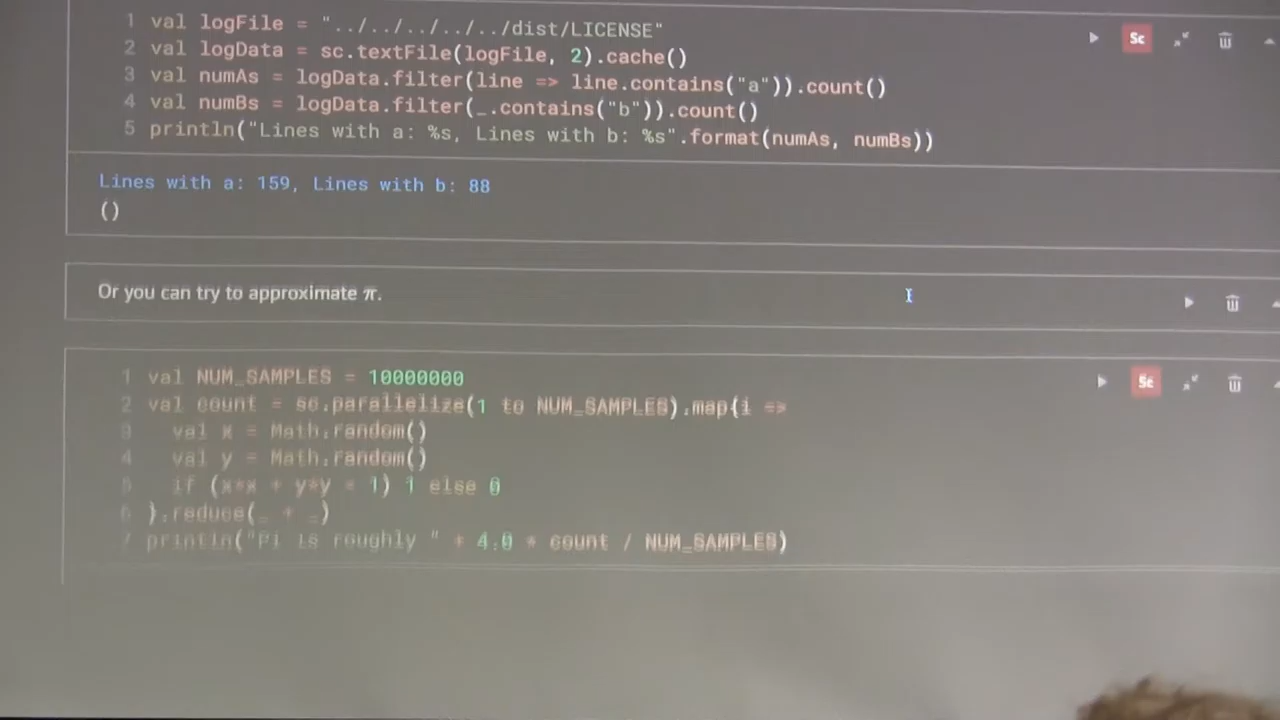 1 val logFile = "../../../../../dist/LICENSE"
2 val logData = sc.textFile(logFile, 2).cache()
3 val numAs = logData.filter(line => line.contains("a")).count()
4 val numBs = logData.filter(_.contains("b")).count()
5 println("Lines with a: %s, Lines with b: %s".format(numAs, numBs))
Sc
Lines with a: 159, Lines with b: 88
()
Or you can try to approximate π.
1 val NUM_SAMPLES = 10000000
2 val count = sc.parallelize(1 to NUM_SAMPLES).map{i =>
3 val x = Math.random()
4 val y = Math.random()
5 if (x*x + y*y 1) 1 else 0
6 }.reduce(_ + _)
7 println("Pi is roughly " + 4.0 * count / NUM_SAMPLES)
Sc